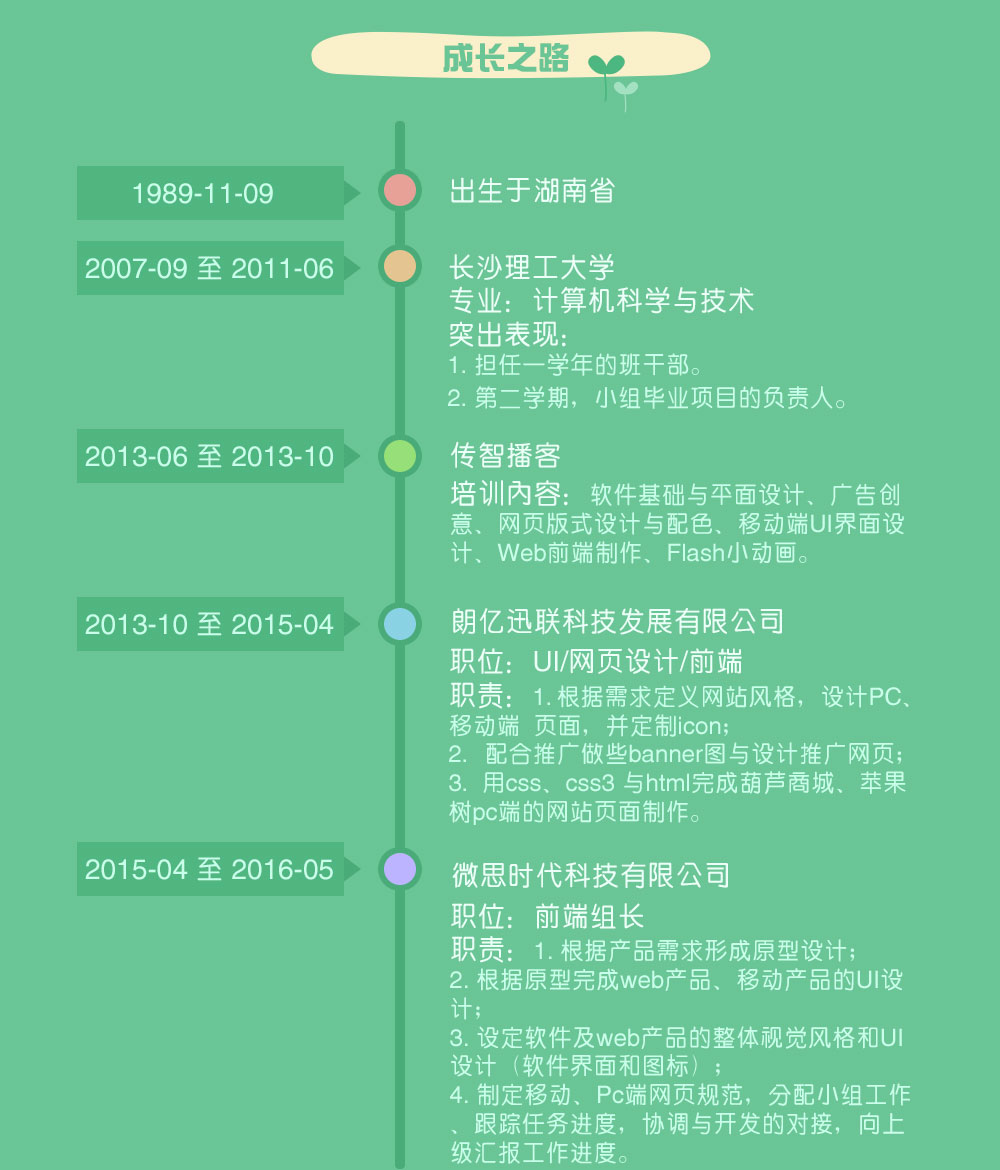 成长之路
1989-11-09
出生于湖南省
2007-09 至 2011-06
长沙理工大学
专业：计算机科学与技术
突出表现：
1. 担任一学年的班干部。
2. 第二学期，小组毕业项目的负责人。
2013-06 至 2013-10
传智播客
培训内容：软件基础与平面设计、广告创
意、网页版式设计与配色、移动端UI界面设
计、Web前端制作、Flash小动画。
2013-10 至 2015-04
朗亿迅联科技发展有限公司
职位：UI/网页设计/前端
职责：1. 根据需求定义网站风格，设计PC、
移动端 页面，并定制icon；
2. 配合推广做些banner图与设计推广网页；
3. 用css、css3 与html完成葫芦商城、苹果
树pc端的网站页面制作。
2015-04 至 2016-05
微思时代科技有限公司
职位：前端组长
职责：1. 根据产品需求形成原型设计；
2. 根据原型完成web产品、移动产品的UI设
计；
3. 设定软件及web产品的整体视觉风格和UI
设计（软件界面和图标）；
4. 制定移动、Pc端网页规范，分配小组工作
、跟踪任务进度，协调与开发的对接，向上
级汇报工作进度。